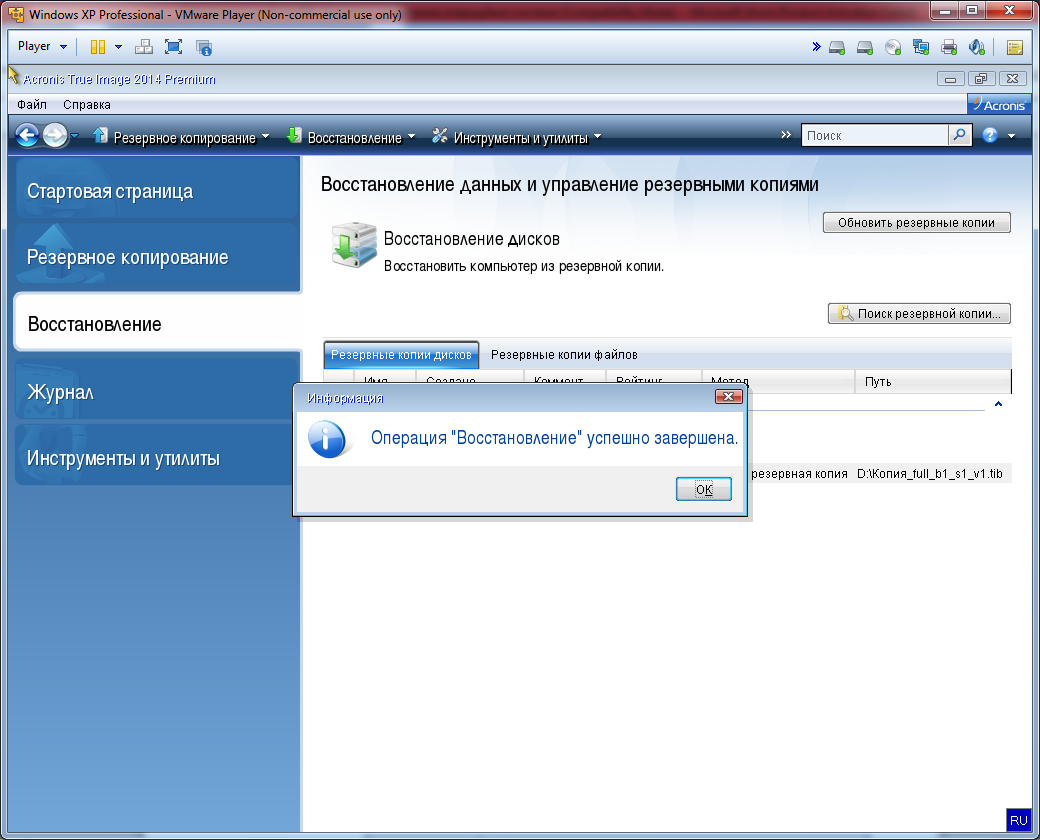 Windows XP Professional - VMware Player (Non-commercial use only)
Player
Acronis True Image 2014 Premium
Файл Справка
Acronis
Резервное копирование Восстановление Инструменты и утилиты Поиск
Стартовая страница
Резервное копирование
Восстановление
Журнал
Инструменты и утилиты
Восстановление данных и управление резервными копиями
Обновить резервные копии
Восстановление дисков
Восстановить компьютер из резервной копии.
Поиск резервной копии...
Резервные копии дисков Резервные копии файлов
Имя Создано Коммент Рейтинг Метод Путь
Информация
Операция "Восстановление" успешно завершена.
резервная копия D:\Копия_full_b1_s1_v1.tib
OK
RU